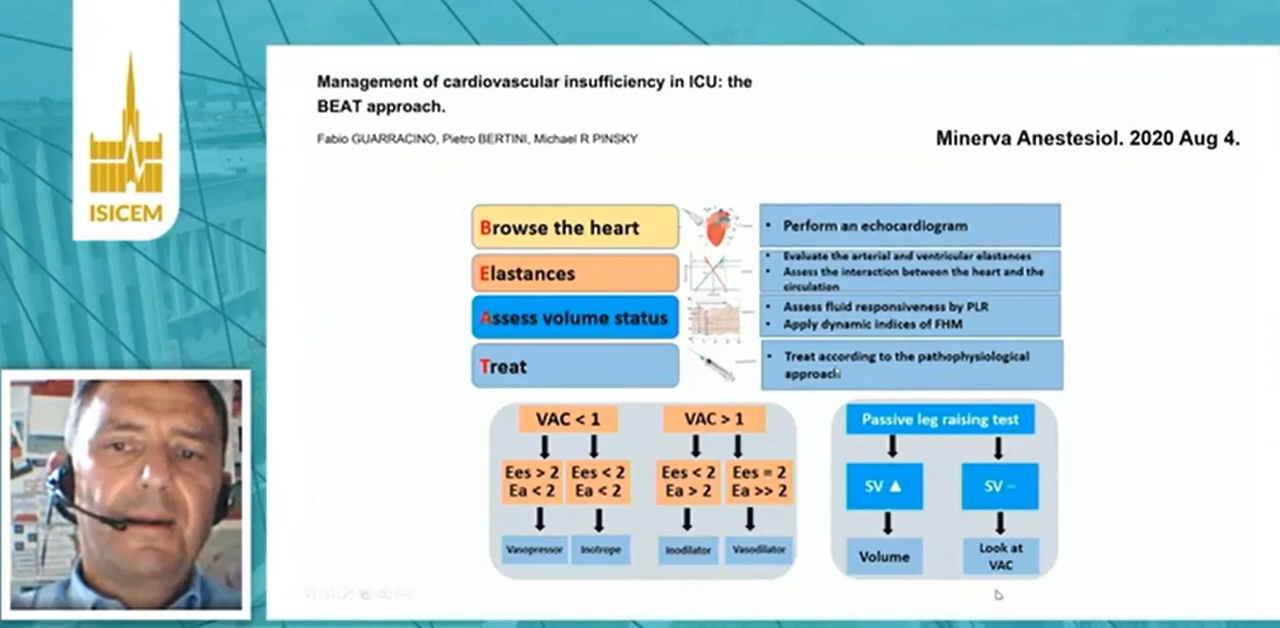 ISICEM
Management of cardiovascular insufficiency in ICU: the
BEAT approach.
Fabio GUARRACINO, Pietro BERTINI, Michael R PINSKY
Minerva Anestesiol. 2020 Aug 4.
Browse the heart
• Perform an echocardiogram
Elastances
• Evaluate the arterial and ventricular elastances
• Assess the interaction between the heart and the
circulation
Assess volume status
• Assess fluid responsiveness by PLR
• Apply dynamic indices of FHM
Treat
• Treat according to the pathophysiological
approach
VAC < 1
VAC > 1
Ees > 2
Ea < 2
Ees < 2
Ea < 2
Ees < 2
Ea > 2
Ees = 2
Ea >> 2
Vasopressor
Inotrope
Inodilator
Vasodilator
Passive leg raising test
SV ▲
SV –
Volume
Look at
VAC